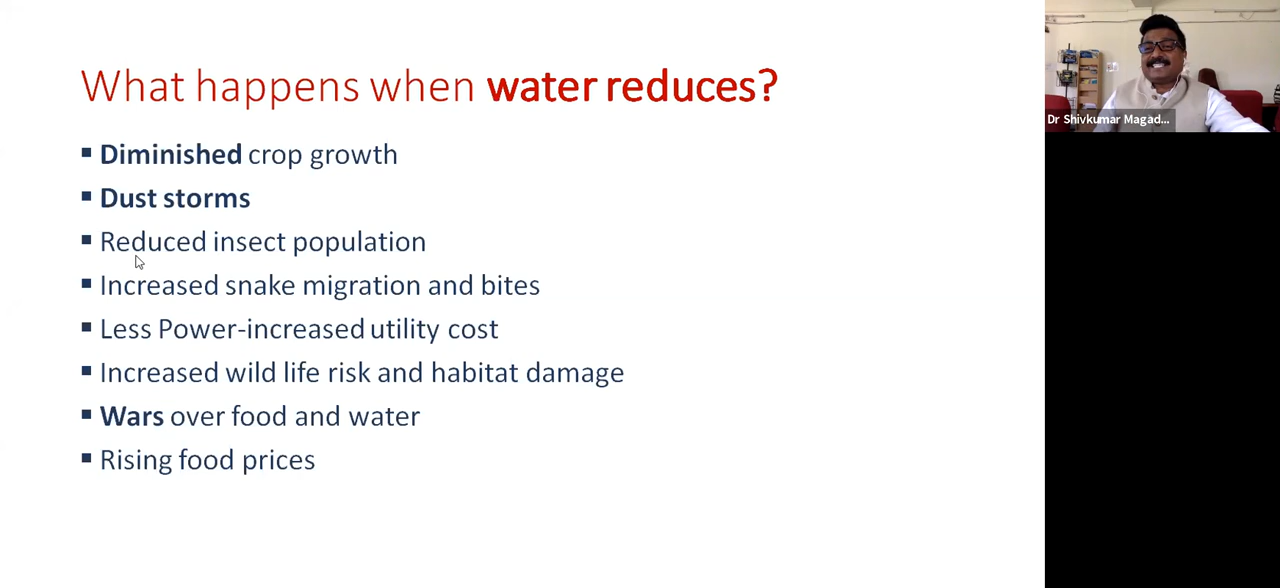 What happens when water reduces?
▪ Diminished crop growth
▪ Dust storms
▪ Reduced insect population
▪ Increased snake migration and bites
▪ Less Power-increased utility cost
▪ Increased wild life risk and habitat damage
▪ Wars over food and water
▪ Rising food prices
Dr Shivkumar Magad...